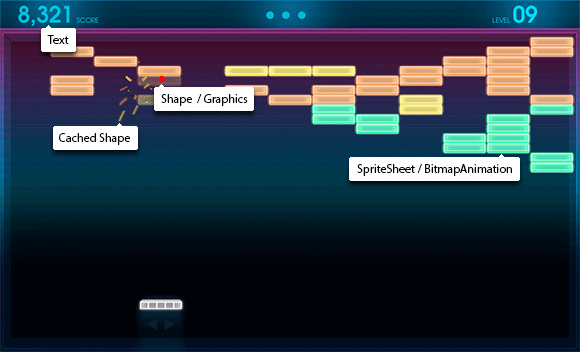 8,321 SCORE
LEVEL 09
Text
Shape / Graphics
Cached Shape
SpriteSheet / BitmapAnimation